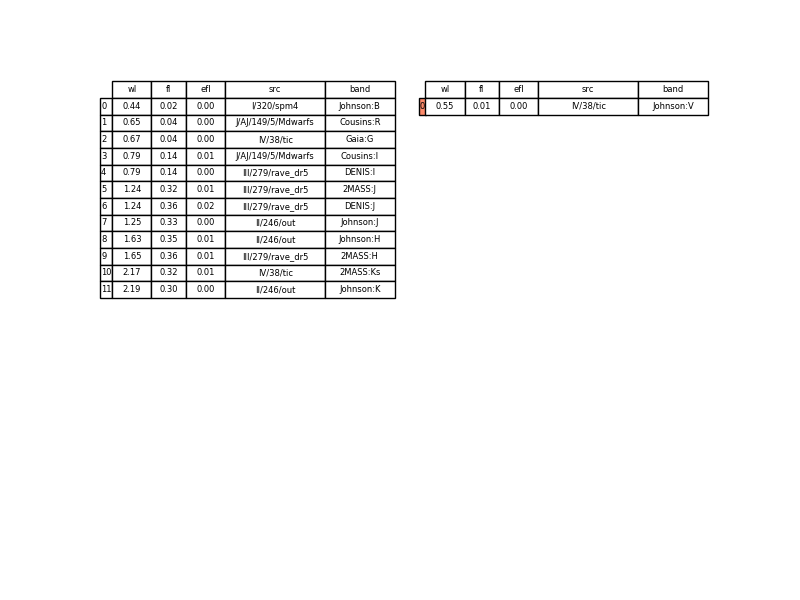 wl fl efl src band
0 0.44 0.02 0.00 I/320/spm4 Johnson:B
1 0.65 0.04 0.00 J/AJ/149/5/Mdwarfs Cousins:R
2 0.67 0.04 0.00 IV/38/tic Gaia:G
3 0.79 0.14 0.01 J/AJ/149/5/Mdwarfs Cousins:I
4 0.79 0.14 0.00 III/279/rave_dr5 DENIS:I
5 1.24 0.32 0.01 III/279/rave_dr5 2MASS:J
6 1.24 0.36 0.02 III/279/rave_dr5 DENIS:J
7 1.25 0.33 0.00 II/246/out Johnson:J
8 1.63 0.35 0.01 II/246/out Johnson:H
9 1.65 0.36 0.01 III/279/rave_dr5 2MASS:H
10 2.17 0.32 0.01 IV/38/tic 2MASS:Ks
11 2.19 0.30 0.00 II/246/out Johnson:K
wl fl efl src band
0 0.55 0.01 0.00 IV/38/tic Johnson:V